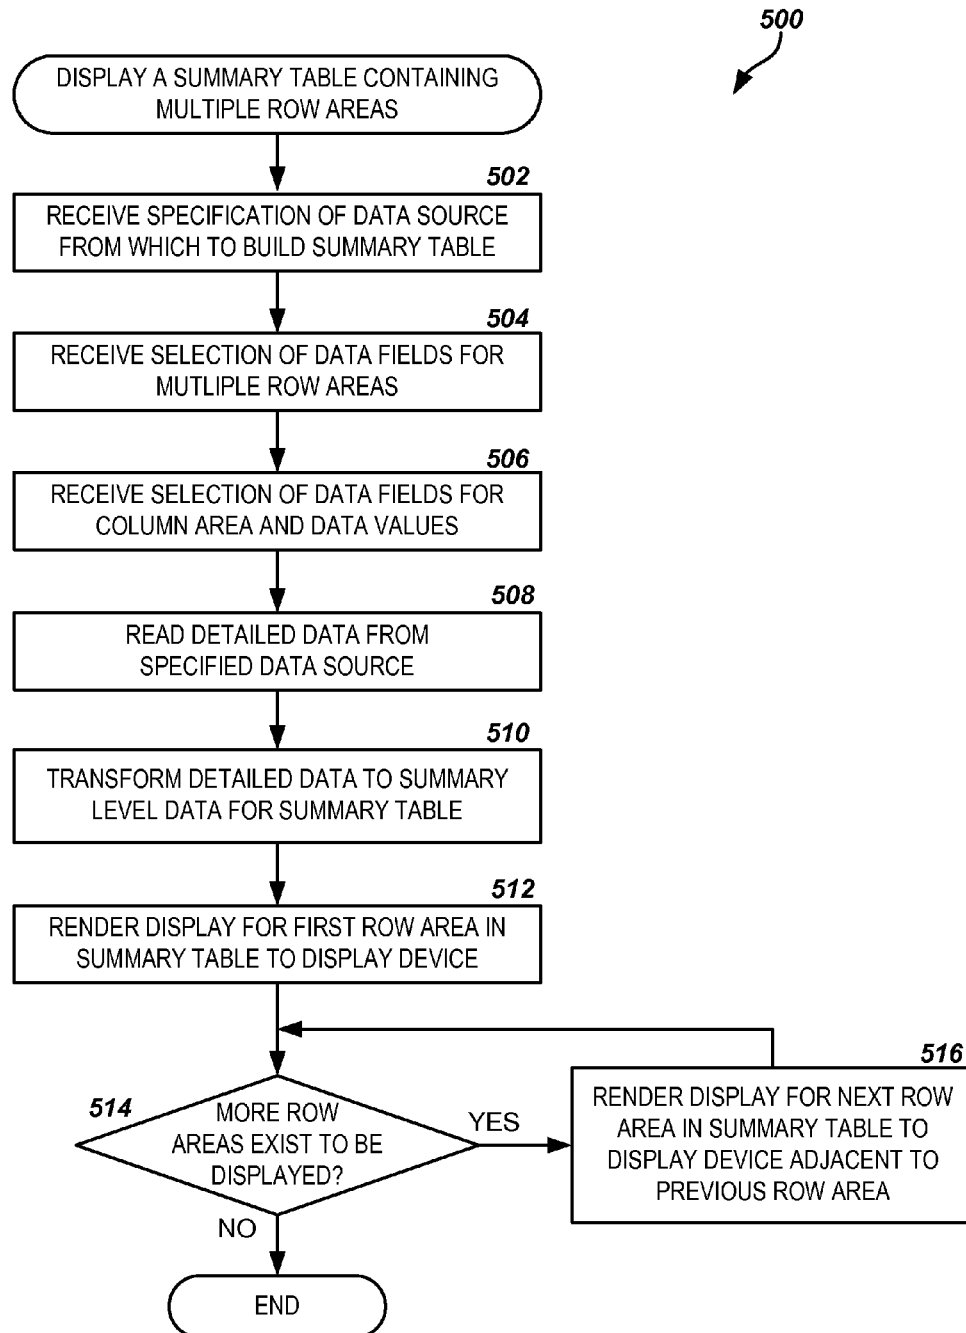 500
DISPLAY A SUMMARY TABLE CONTAINING
MULTIPLE ROW AREAS
502
RECEIVE SPECIFICATION OF DATA SOURCE
FROM WHICH TO BUILD SUMMARY TABLE
504
RECEIVE SELECTION OF DATA FIELDS FOR
MUTLIPLE ROW AREAS
506
RECEIVE SELECTION OF DATA FIELDS FOR
COLUMN AREA AND DATA VALUES
508
READ DETAILED DATA FROM
SPECIFIED DATA SOURCE
510
TRANSFORM DETAILED DATA TO SUMMARY
LEVEL DATA FOR SUMMARY TABLE
512
RENDER DISPLAY FOR FIRST ROW AREA IN
SUMMARY TABLE TO DISPLAY DEVICE
514
MORE ROW
AREAS EXIST TO BE
DISPLAYED?
YES
516
RENDER DISPLAY FOR NEXT ROW
AREA IN SUMMARY TABLE TO
DISPLAY DEVICE ADJACENT TO
PREVIOUS ROW AREA
NO
END